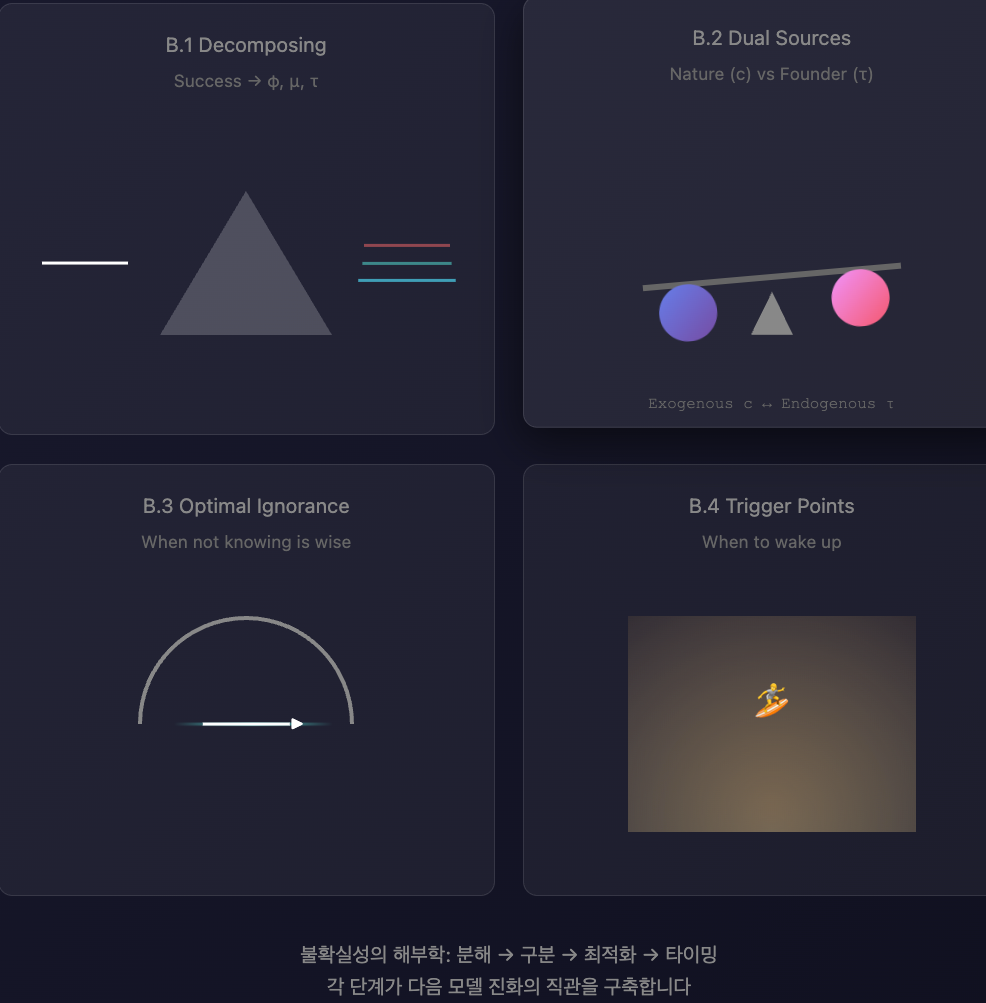 B.1 Decomposing
Success → φ, μ, τ
B.2 Dual Sources
Nature (c) vs Founder (τ)
Exogenous c ↔ Endogenous τ
B.3 Optimal Ignorance
When not knowing is wise
B.4 Trigger Points
When to wake up
불확실성의 해부학: 분해 → 구분 → 최적화 → 타이밍
각 단계가 다음 모델 진화의 직관을 구축합니다